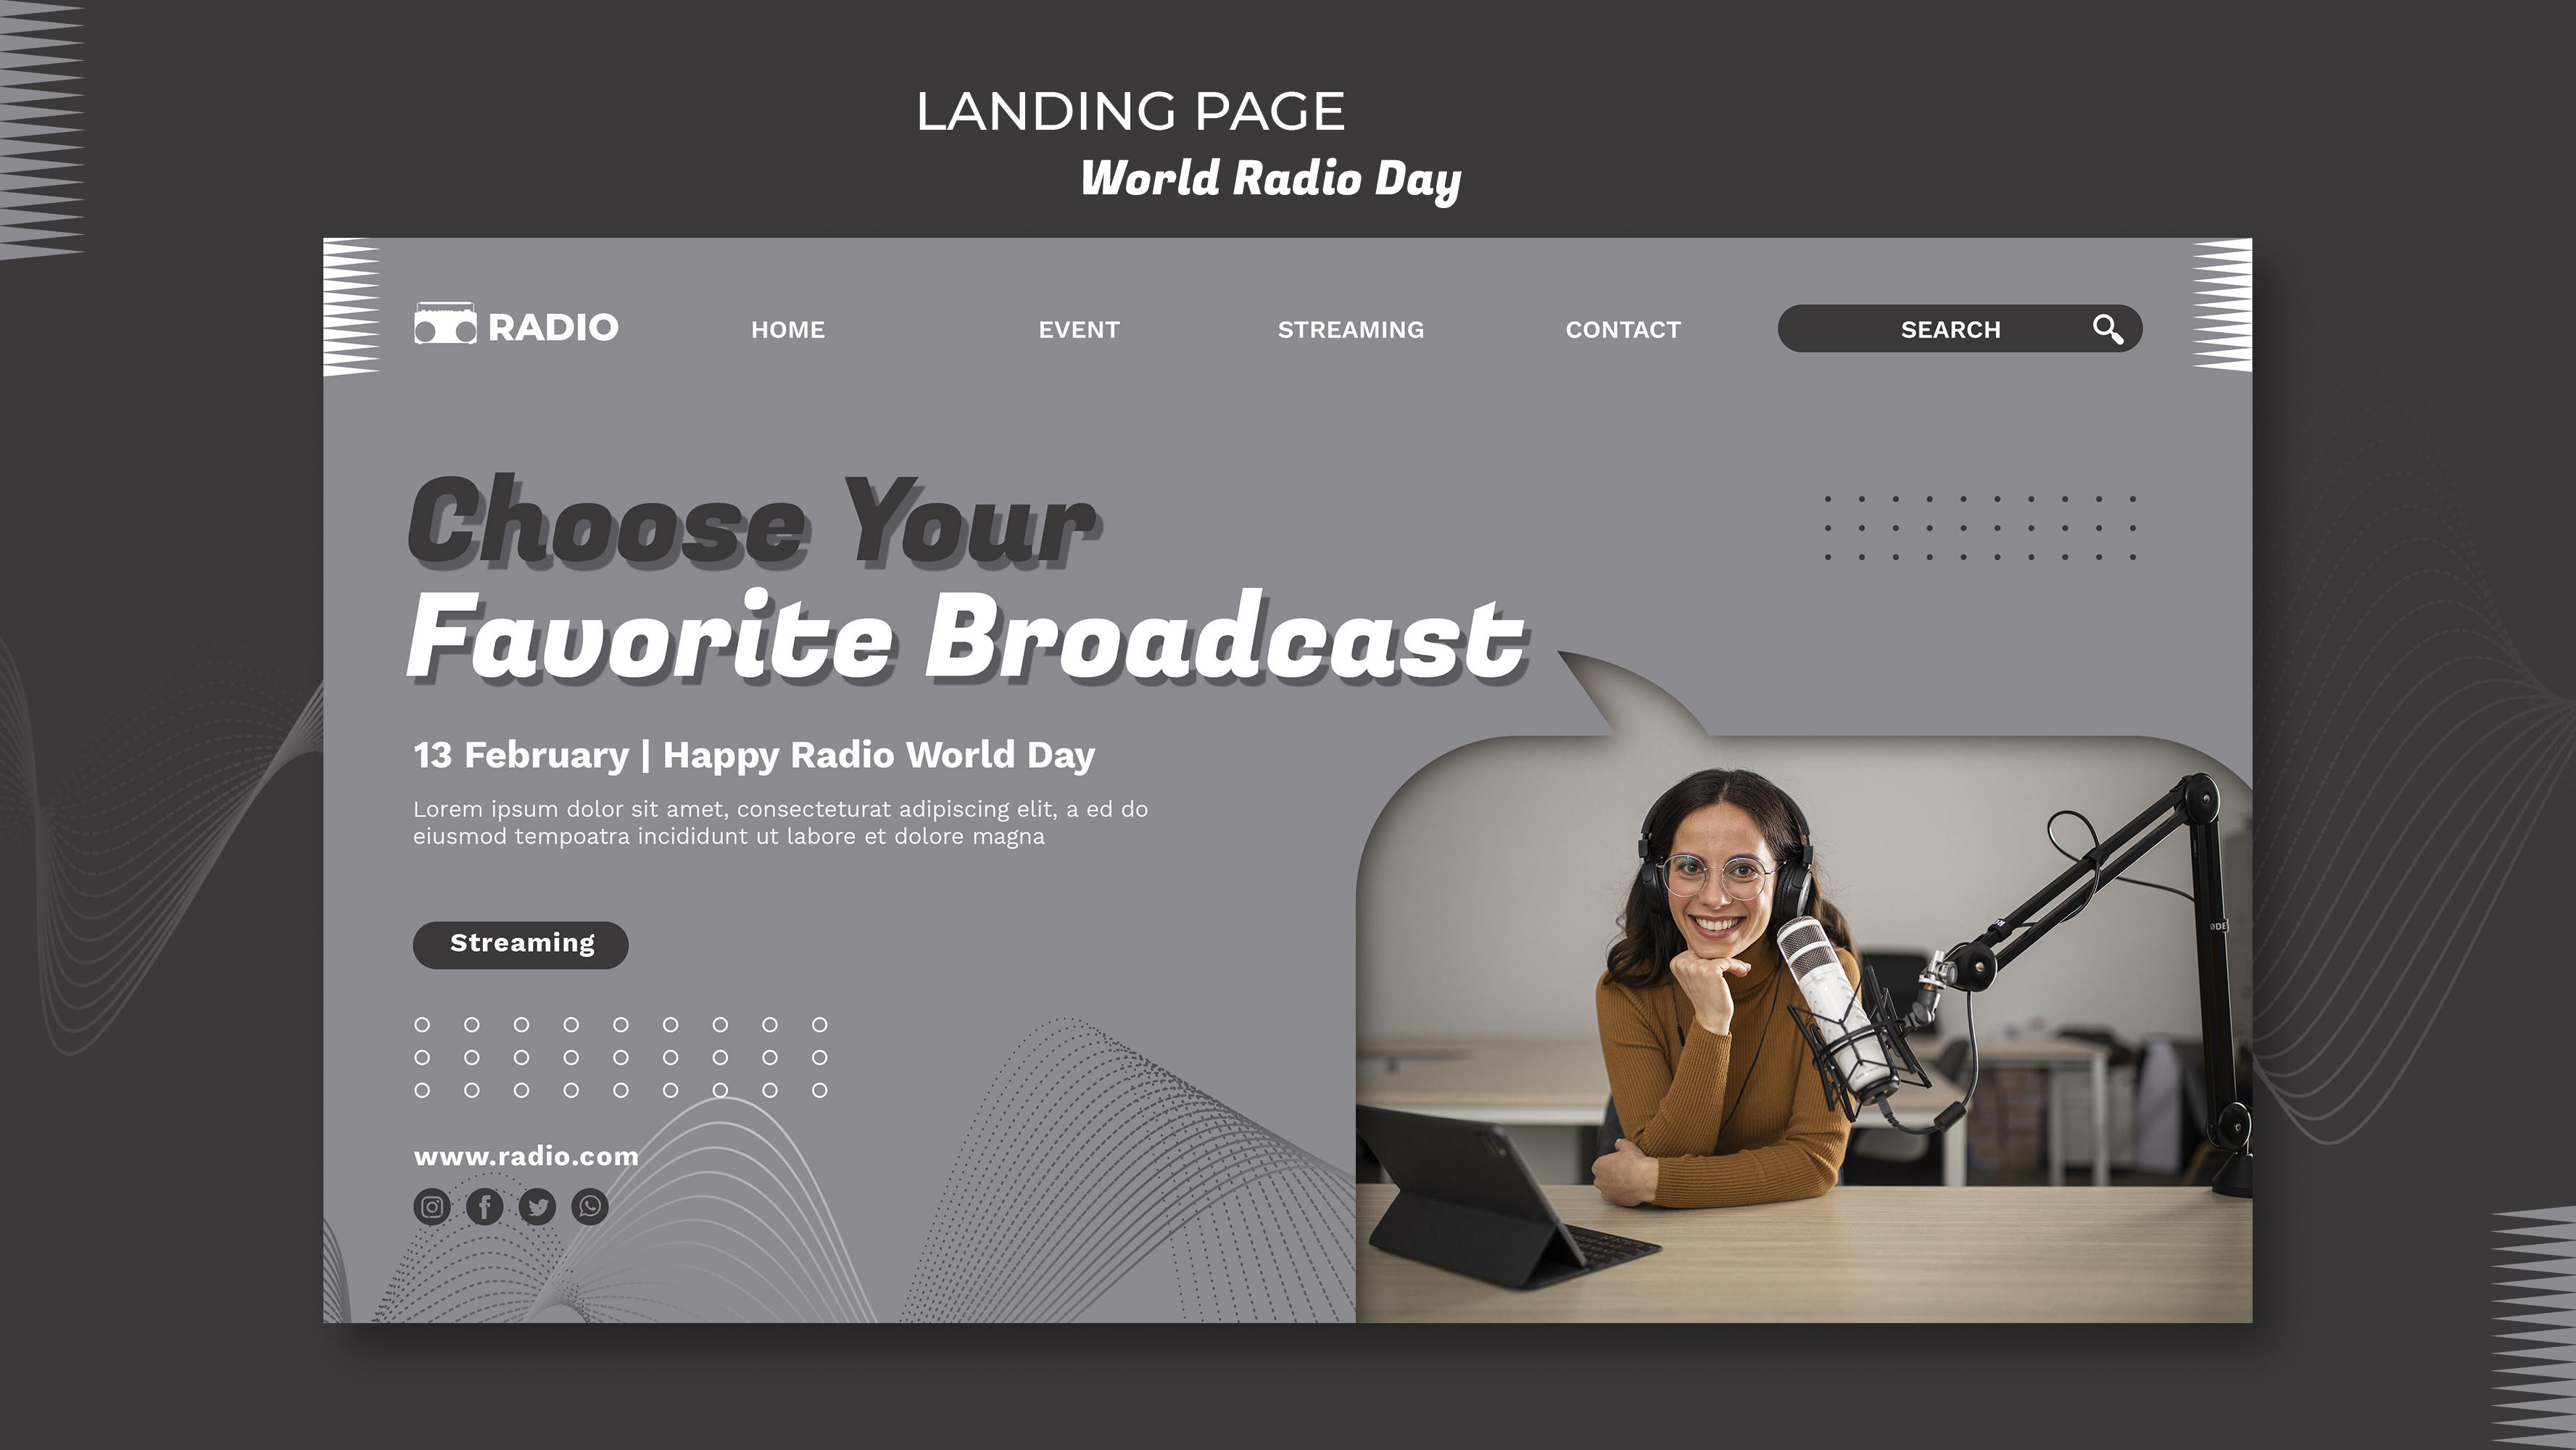 LANDING PAGE
World Radio Day
RADIO
HOME
EVENT
STREAMING
CONTACT
SEARCH
Choose Your
Favorite Broadcast
13 February | Happy Radio World Day
Lorem ipsum dolor sit amet, consecteturat adipiscing elit, a ed do
eiusmod tempoatra incididunt ut labore et dolore magna
Streaming
www.radio.com